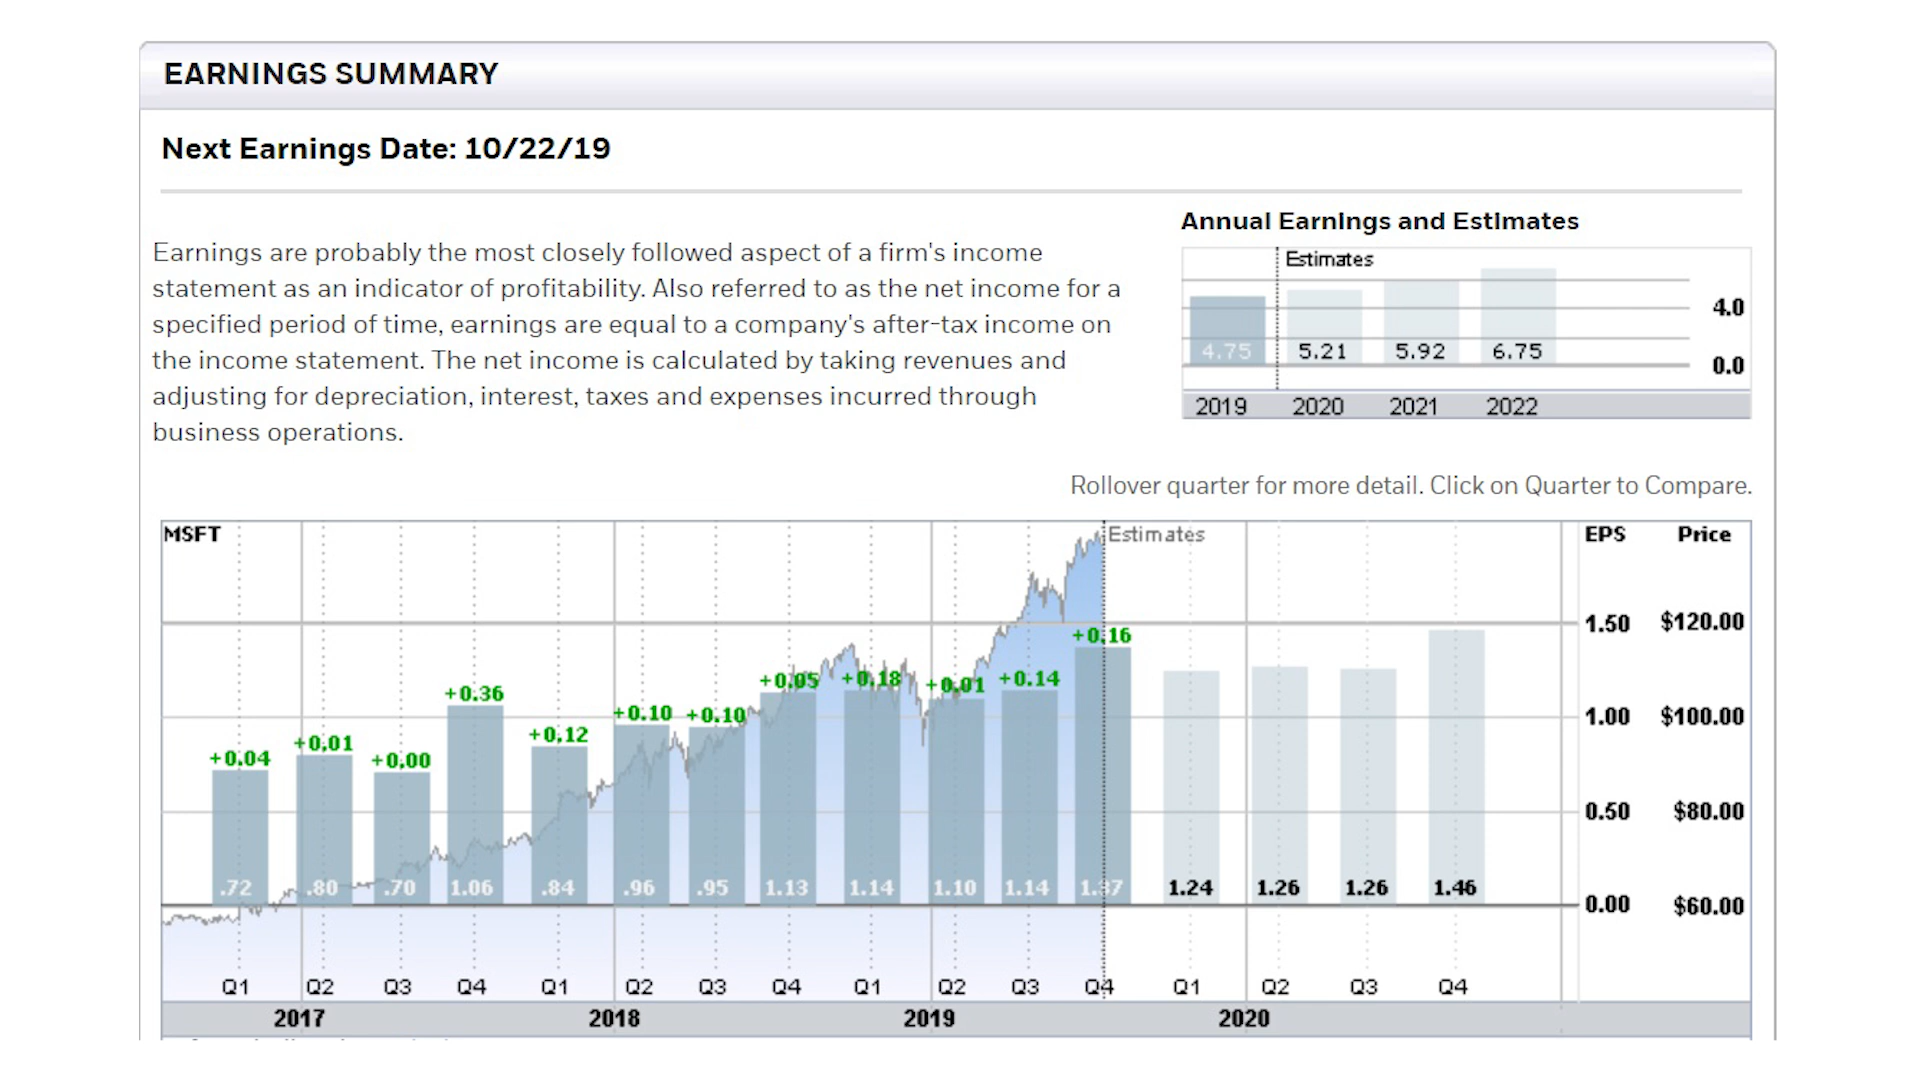 EARNINGS SUMMARY
Next Earnings Date: 10/22/19
Earnings are probably the most closely followed aspect of a firm's income
statement as an indicator of profitability. Also referred to as the net income for a
specified period of time, earnings are equal to a company's after-tax income on
the income statement. The net income is calculated by taking revenues and
adjusting for depreciation, interest, taxes and expenses incurred through
business operations.
Annual Earnings and Estimates
Estimates
4.0
4.75 5.21 5.92 6.75
0.0
2019 2020 2021 2022
Rollover quarter for more detail. Click on Quarter to Compare.
MSFT Estimates EPS Price
1.50 $120.00
+0.04 +0.01 +0.00 +0.36 +0.12 +0.10 +0.10 +0.05 +0.18 +0.01 +0.14 +0.16
1.00 $100.00
0.50 $80.00
.72 .80 .70 1.06 .84 .96 .95 1.13 1.14 1.10 1.14 1.37 1.24 1.26 1.26 1.46
0.00 $60.00
Q1 Q2 Q3 Q4 Q1 Q2 Q3 Q4 Q1 Q2 Q3 Q4 Q1 Q2 Q3 Q4
2017 2018 2019 2020